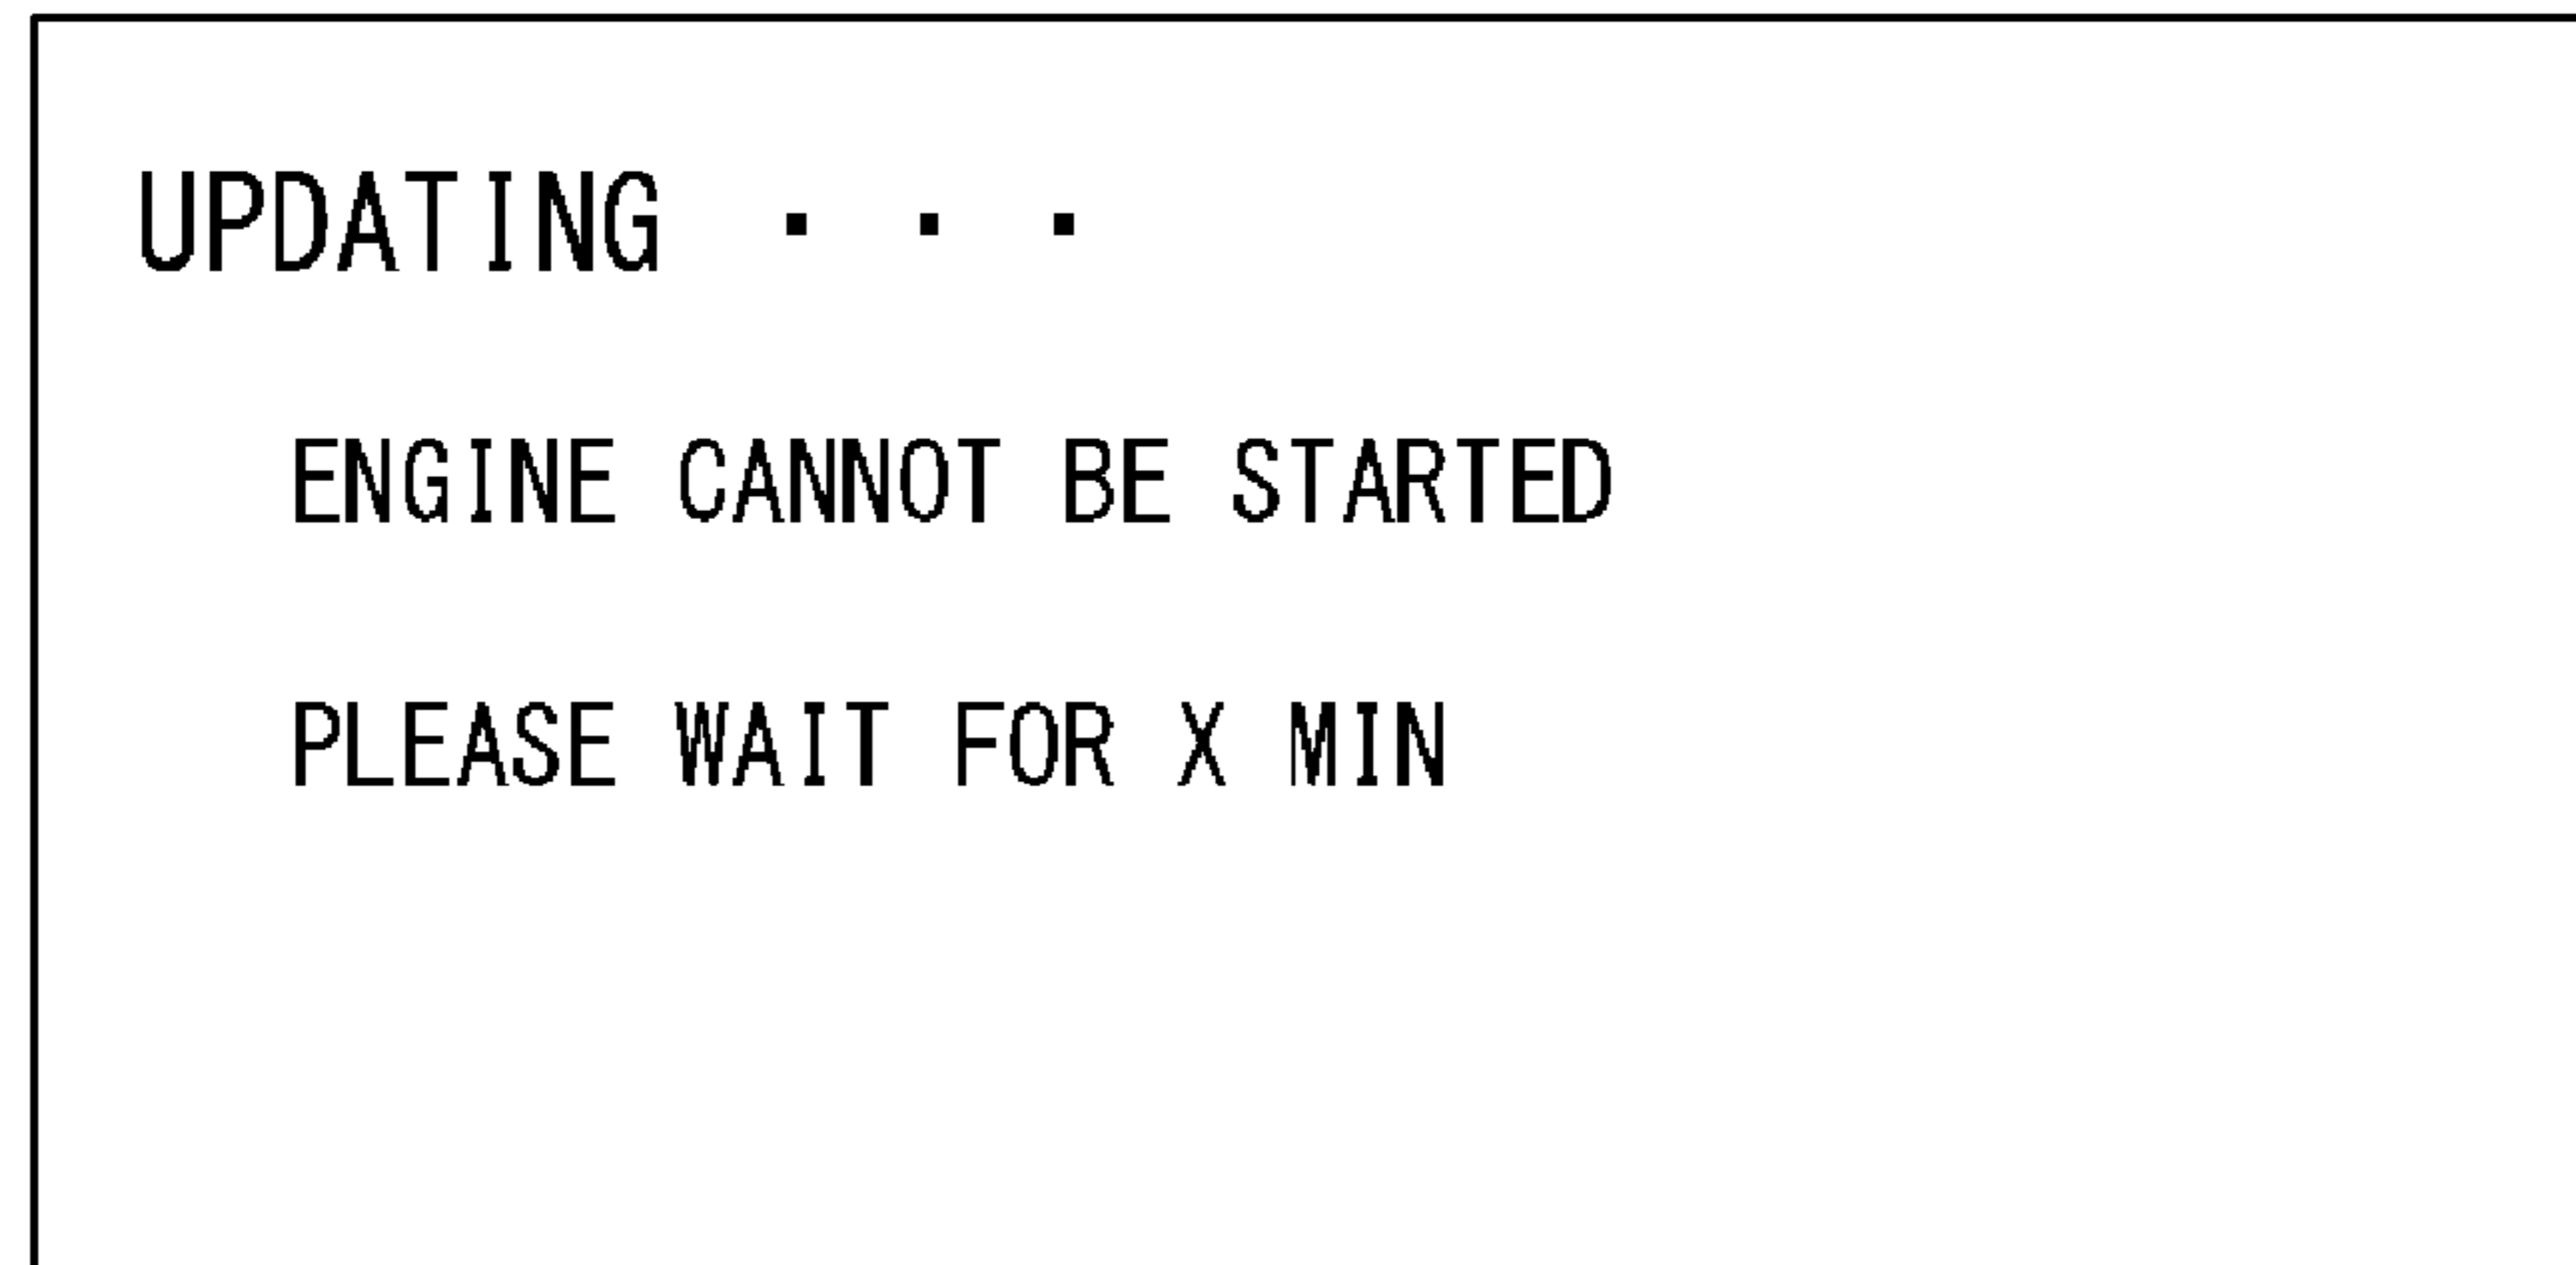 UPDATING ・・・
ENGINE CANNOT BE STARTED
PLEASE WAIT FOR X MIN